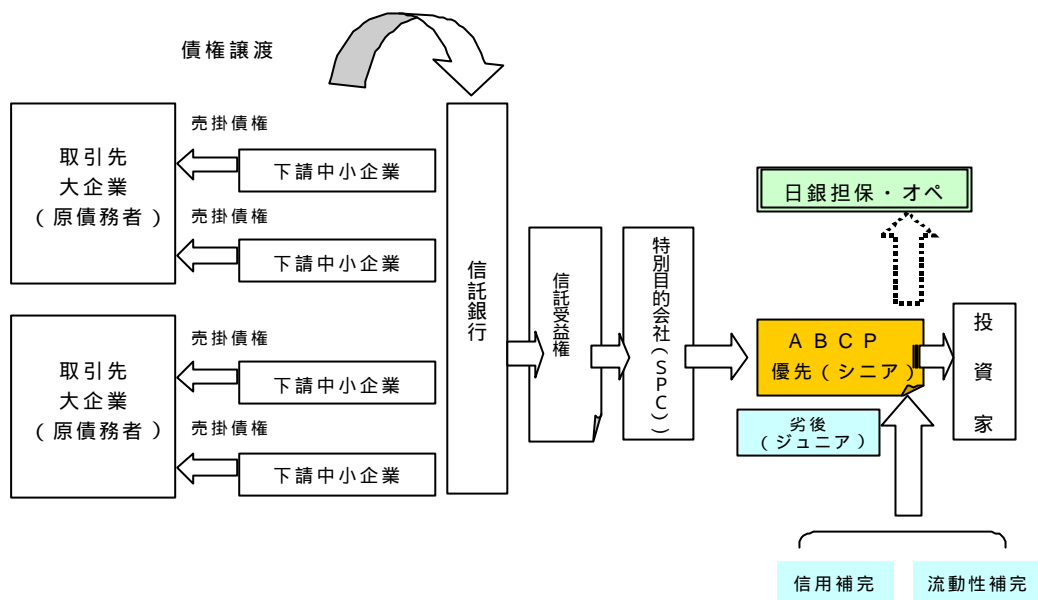 債権譲渡
取引先
大企業
(原債務者)
売掛債権
下請中小企業
売掛債権
下請中小企業
取引先
大企業
(原債務者)
売掛債権
下請中小企業
売掛債権
下請中小企業
信託銀行
信託受益権
特別目的会社(SPC))
日銀担保・オペ
ABCP
優先(シニア)
劣後
(ジュニア)
投資家
信用補完
流動性補完